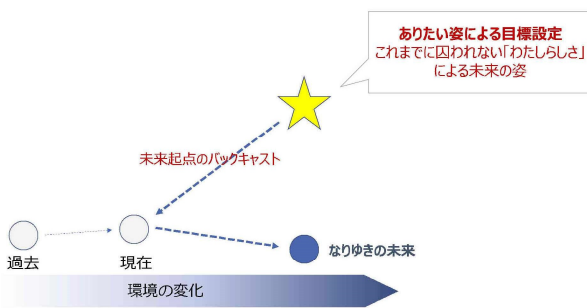 ありたい姿による目標設定
これまでに囚われない「わたしらしさ」
による未来の姿
未来起点のバックキャスト
なりゆきの未来
過去
現在
環境の変化